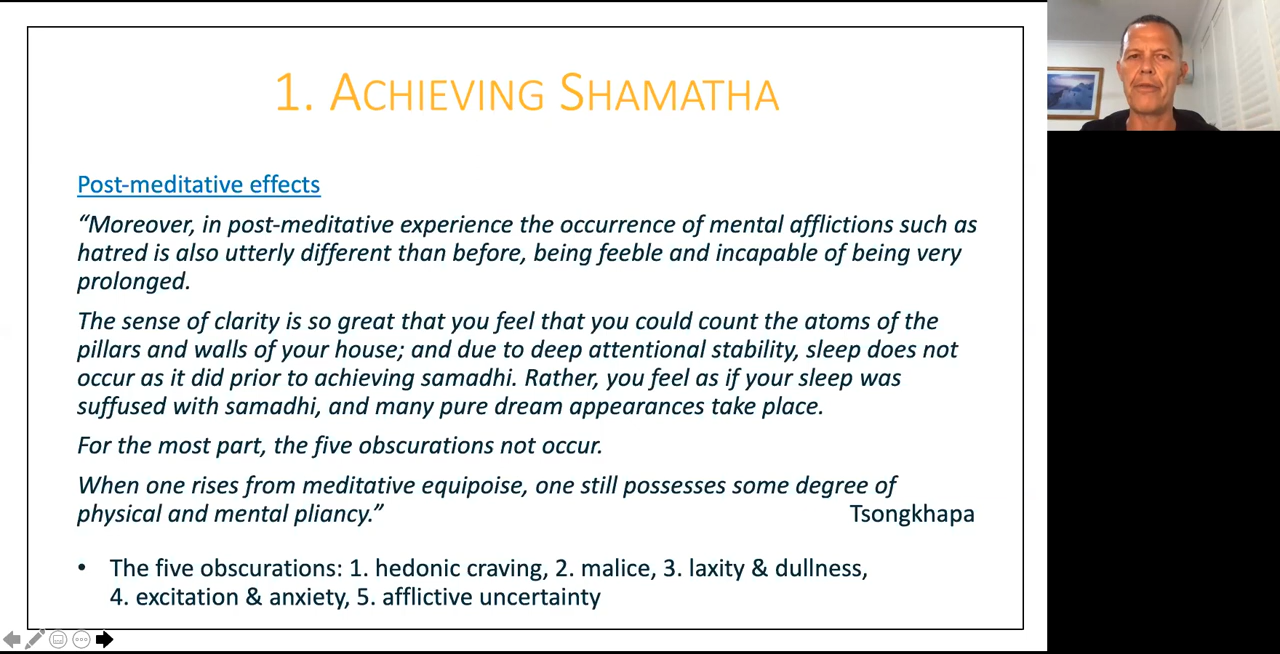 1. Achieving Shamatha
Post-meditative effects
“Moreover, in post-meditative experience the occurrence of mental afflictions such as
hatred is also utterly different than before, being feeble and incapable of being very
prolonged.
The sense of clarity is so great that you feel that you could count the atoms of the
pillars and walls of your house; and due to deep attentional stability, sleep does not
occur as it did prior to achieving samadhi. Rather, you feel as if your sleep was
suffused with samadhi, and many pure dream appearances take place.
For the most part, the five obscurations not occur.
When one rises from meditative equipoise, one still possesses some degree of
physical and mental pliancy.” Tsongkhapa
• The five obscurations: 1. hedonic craving, 2. malice, 3. laxity & dullness,
4. excitation & anxiety, 5. afflictive uncertainty